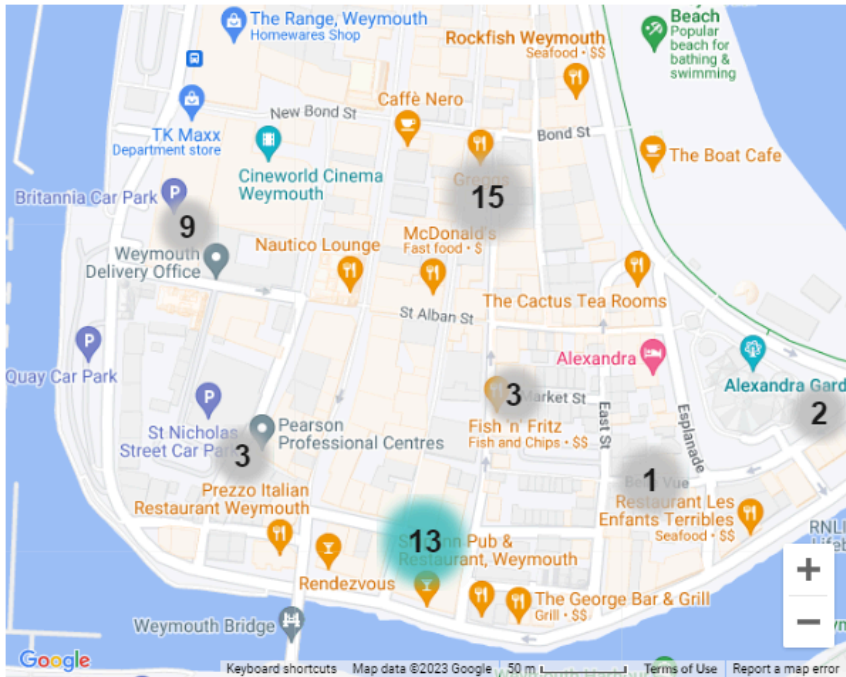 Beach
Popular
beach for
bathing &
swimming
The Range, Weymouth
Homewares Shop
Rockfish Weymouth
Seafood • $$
Caffè Nero
New Bond St
Bond St
TK Maxx
Department store
Cineworld Cinema
Weymouth
The Boat Cafe
Greggs
15
Britannia Car Park
9
McDonald's
Fast food • $
Nautico Lounge
Weymouth
Delivery Office
The Cactus Tea Rooms
St Alban St
Alexandra
Quay Car Park
Alexandra Gard
3
Market St
2
Fish 'n' Fritz
Fish and Chips • $$
East St
Esplanade
St Nicholas
Street Car Park
Pearson
Professional Centres
3
1
Prezzo Italian
Restaurant Weymouth
Restaurant Les
Enfants Terribles
Seafood • $$
13
Pub &
Restaurant, Weymouth
RNLI
Lifeb
Rendezvous
The George Bar & Grill
Grill • $$
+
−
Weymouth Bridge
Google
Keyboard shortcuts
Map data ©2023 Google
50 m
Terms of Use
Report a map error